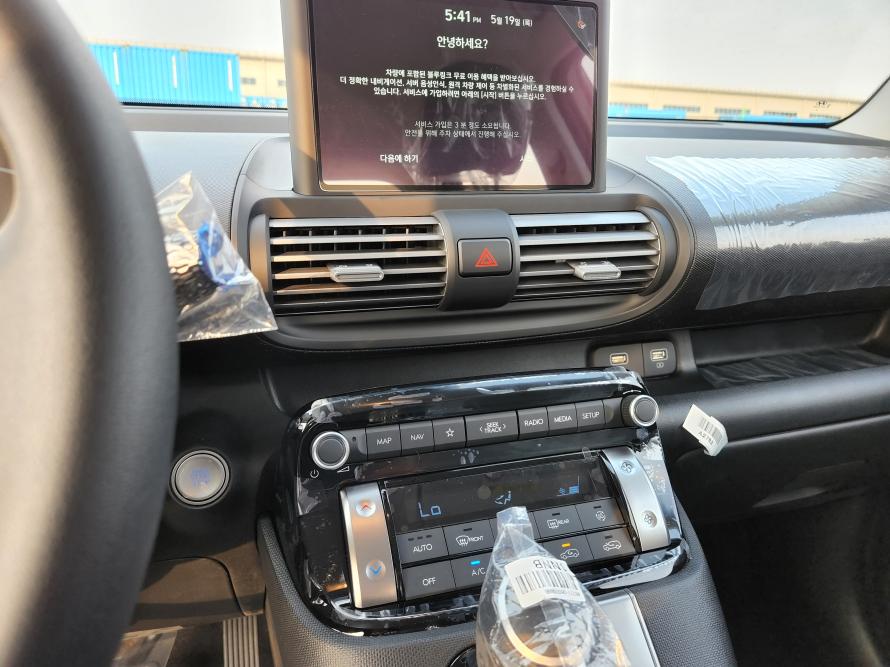 5:41 PM 5월 19일 (목)
안녕하세요?
차량에 포함된 블루링크 무료 이용 혜택을 받아보십시오.
더 정확한 내비게이션, 서버 음성인식, 원격 차량 제어 등 차별화된 서비스를 경험하실 수
있습니다. 서비스에 가입하려면 아래의 [시작] 버튼을 누르십시오.
서비스 가입은 3 분 정도 소요됩니다.
안전을 위해 주차 상태에서 진행해 주십시오.
다음에 하기
MAP
NAV
SEEK
TRACK
RADIO
MEDIA
SETUP
Lo
AUTO
FRONT
REAR
OFF
A/C